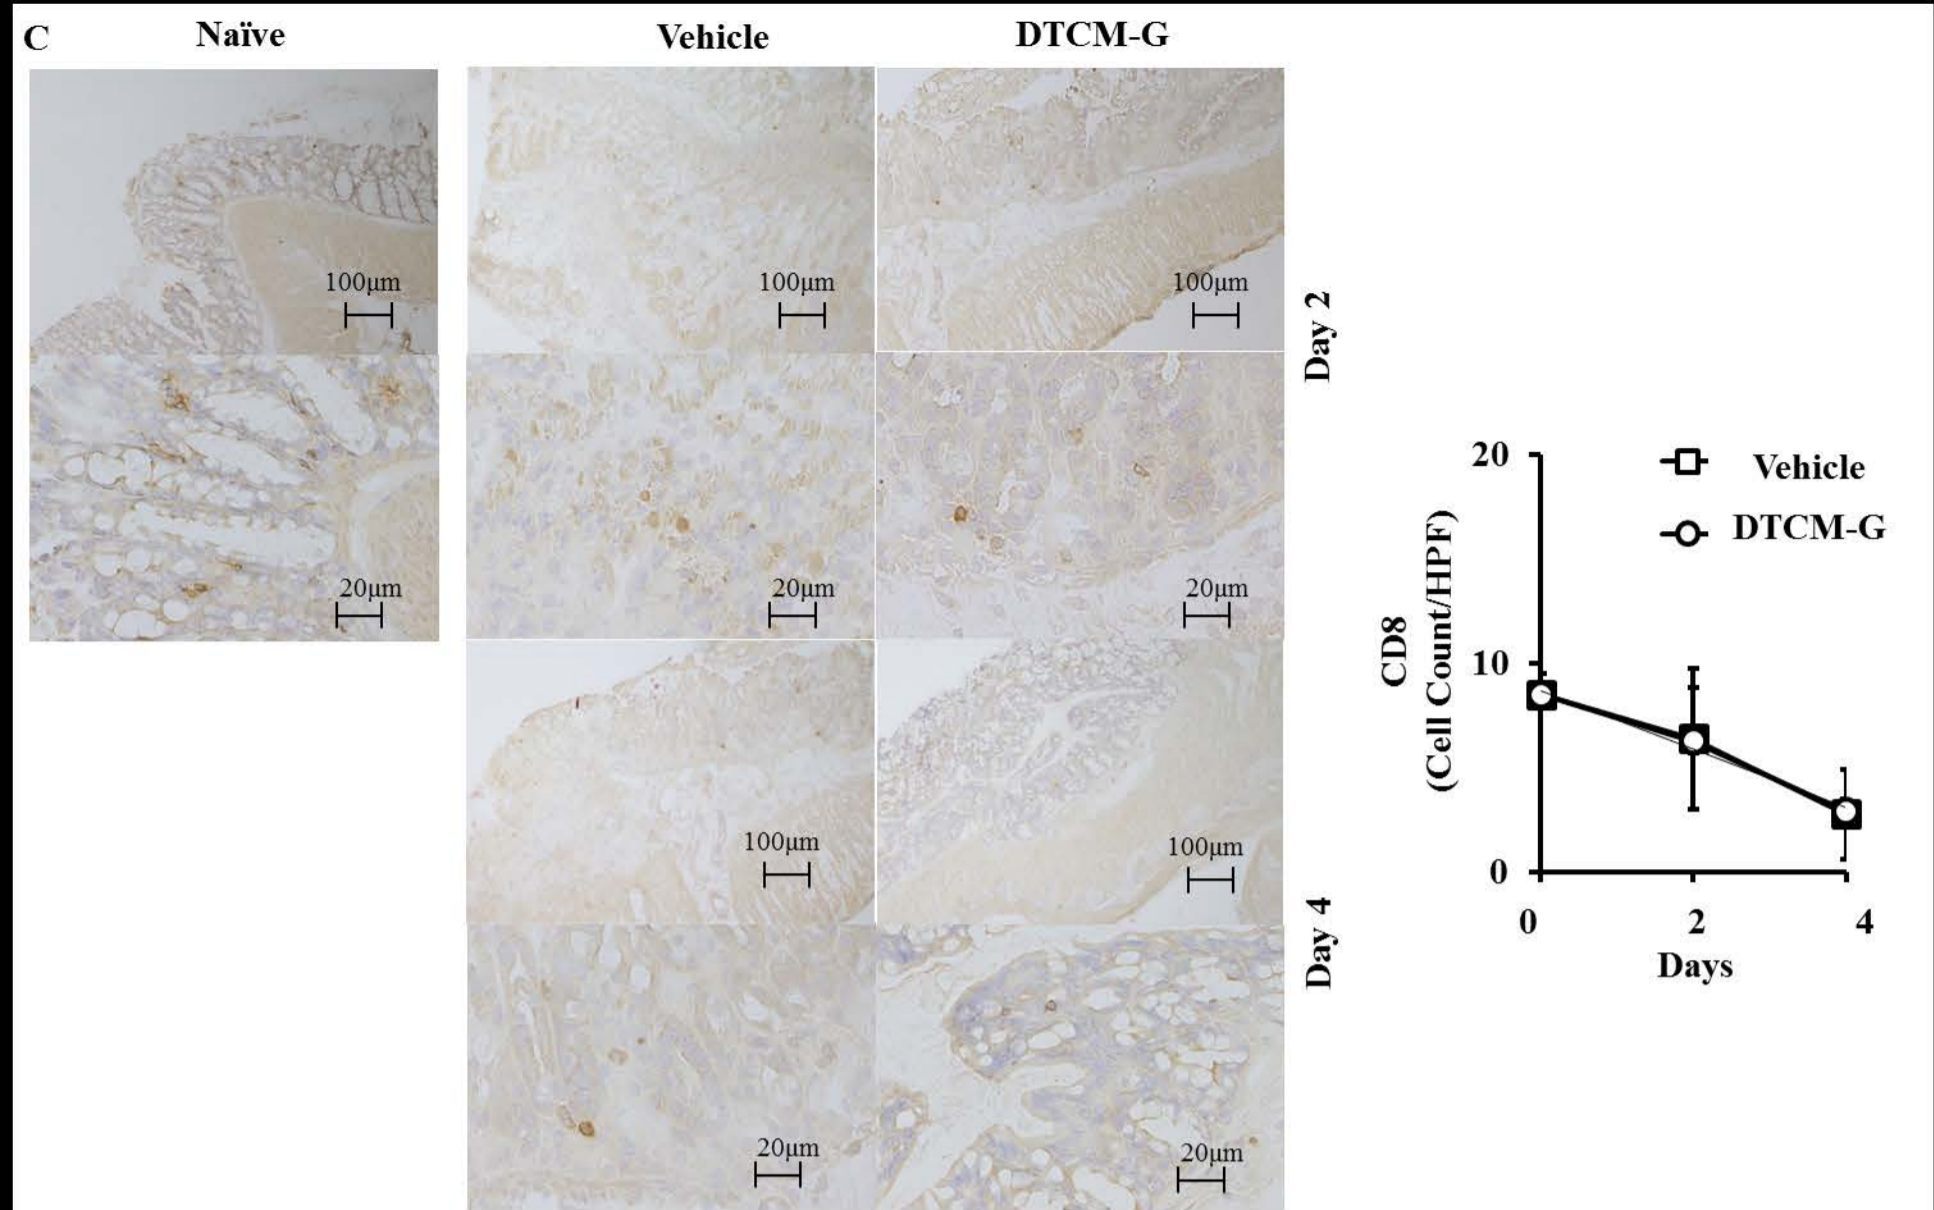 C
Naïve
Vehicle
DTCM-G
100μm
100μm
100μm
Day 2
20μm
20μm
20μm
100μm
100μm
Day 4
20μm
20μm
20
10
0
CD8
(Cell Count/HPF)
Vehicle
DTCM-G
0
2
4
Days